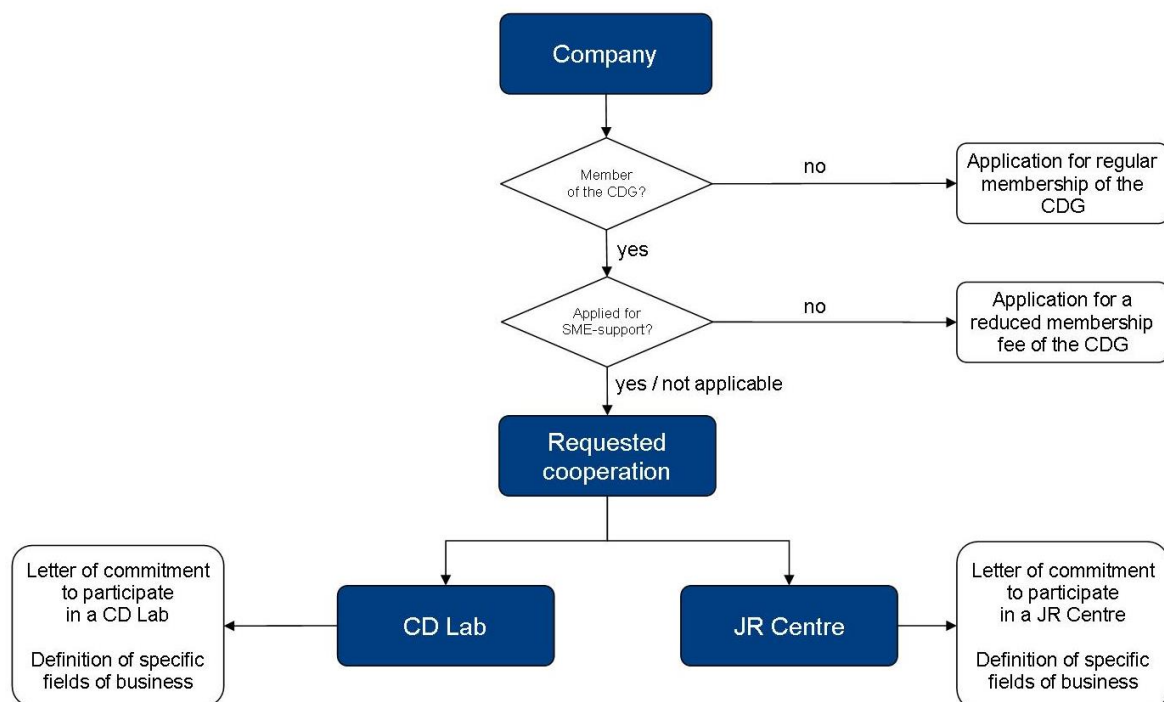 Company
Member
of the CDG?
no
Application for regular
membership of the
CDG
yes
Applied for
SME-support?
no
Application for a
reduced membership
fee of the CDG
yes / not applicable
Requested
cooperation
Letter of commitment
to participate
in a CD Lab
Definition of specific
fields of business
CD Lab
JR Centre
Letter of commitment
to participate
in a JR Centre
Definition of specific
fields of business